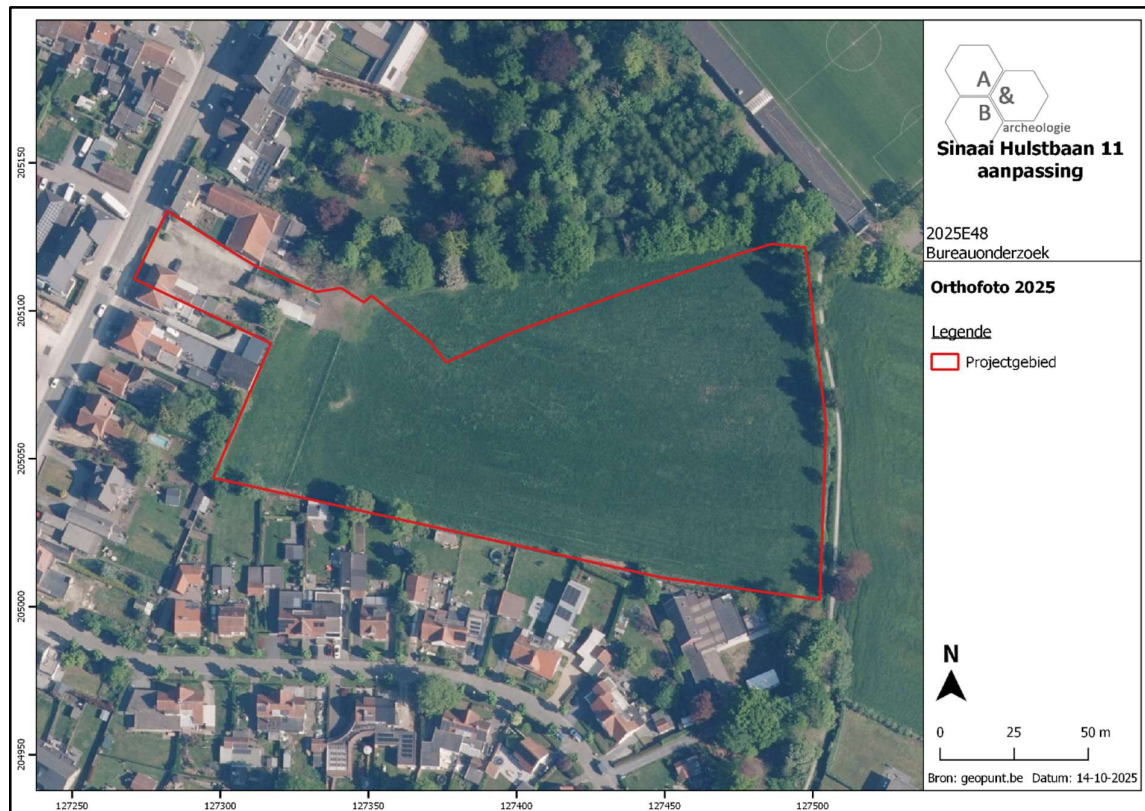 A
&
B
archeologie
Sinaai Hulstbaan 11
aanpassing
2025E48
Bureauonderzoek
Orthofoto 2025
Legende
Projectgebied
N
0 25 50 m
Bron: geopunt.be Datum: 14-10-2025
205150
205100
205050
205000
204950
127250 127300 127350 127400 127450 127500